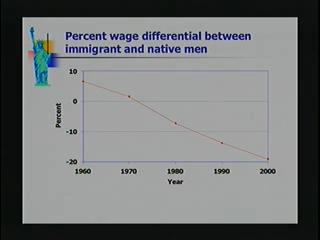 Percent wage differential between
immigrant and native men
10
0
-10
-20
Percent
1960 1970 1980 1990 2000
Year